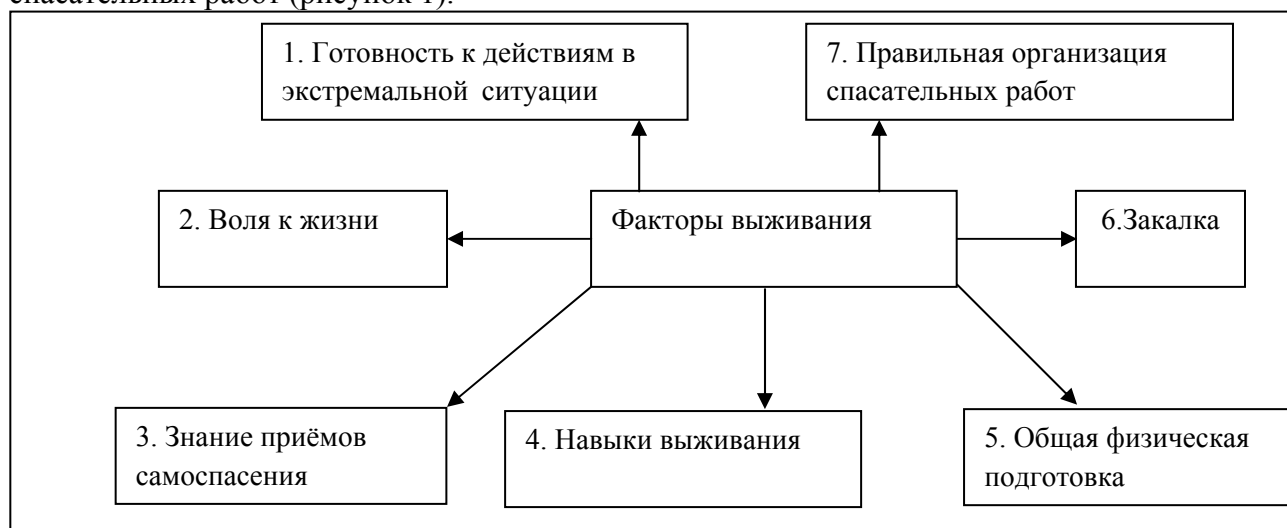 спасательных работ (рисунок 1).
1. Готовность к действиям в
экстремальной ситуации
7. Правильная организация
спасательных работ
2. Воля к жизни
Факторы выживания
6.Закалка
3. Знание приёмов
самоспасения
4. Навыки выживания
5. Общая физическая
подготовка